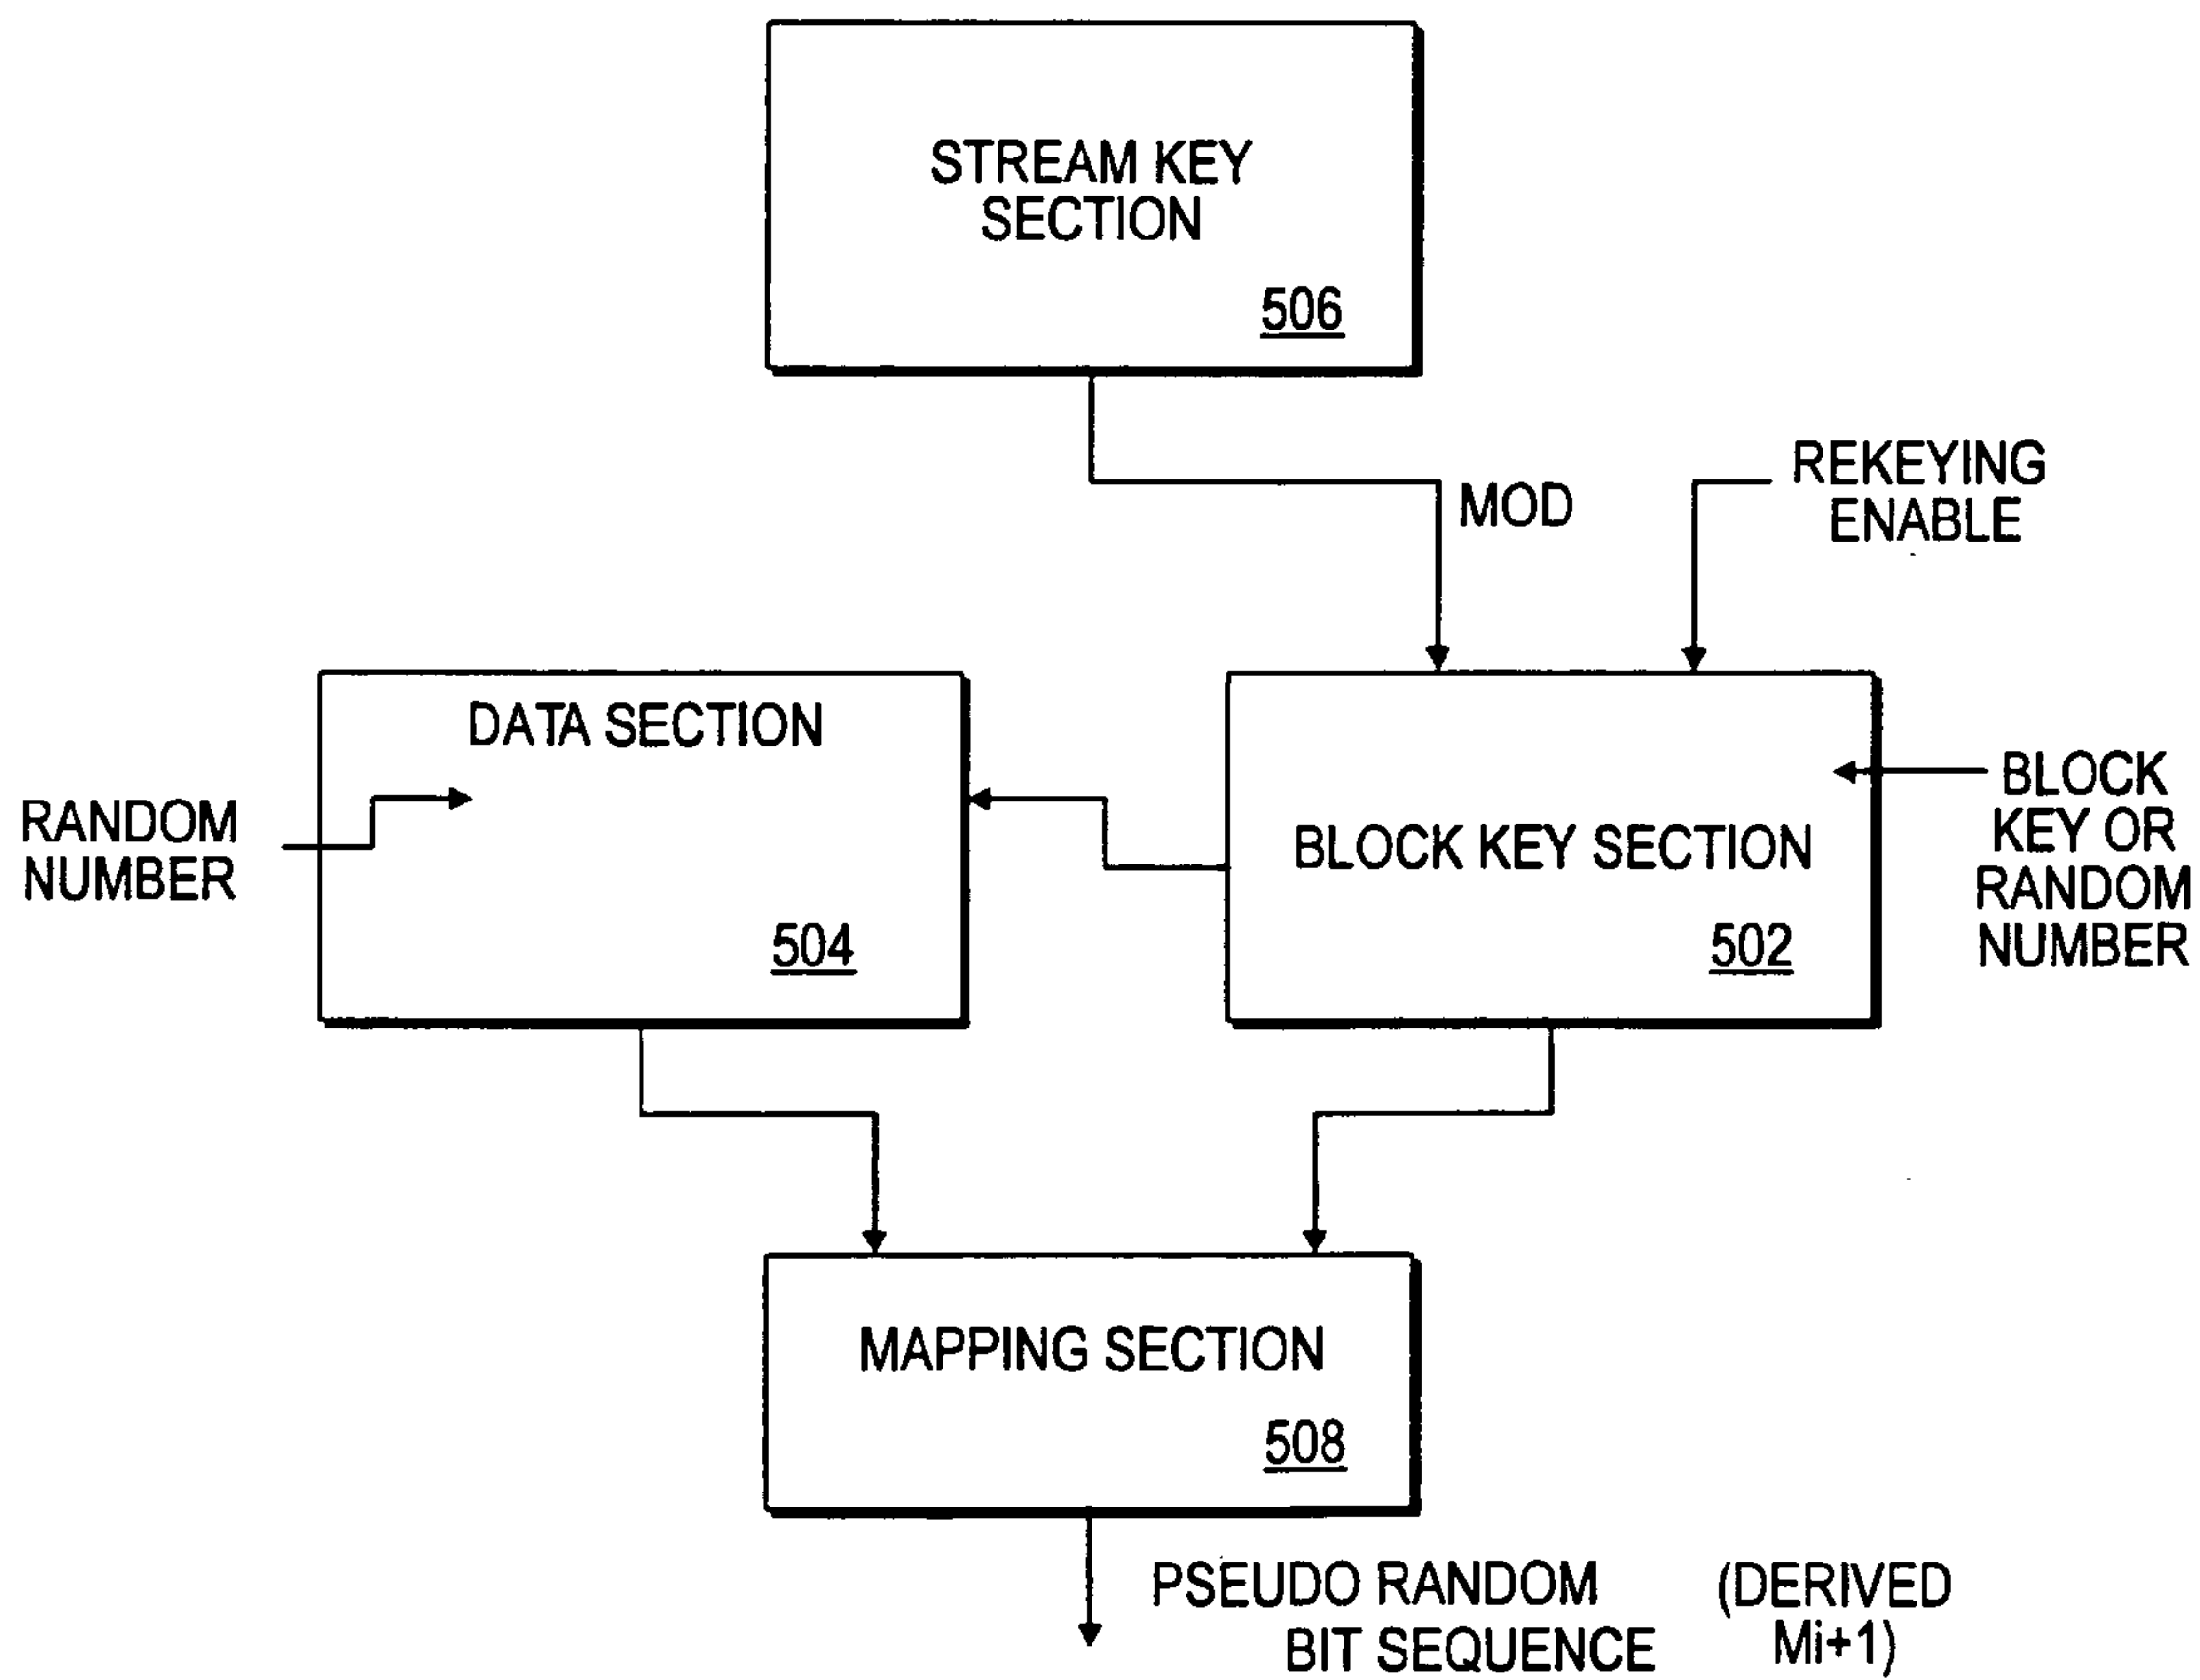 STREAM KEY
SECTION
506
MOD
REKEYING
ENABLE
DATA SECTION
504
RANDOM
NUMBER
BLOCK KEY SECTION
502
BLOCK
KEY OR
RANDOM
NUMBER
MAPPING SECTION
508
PSEUDO RANDOM
BIT SEQUENCE
(DERIVED
Mi+1)